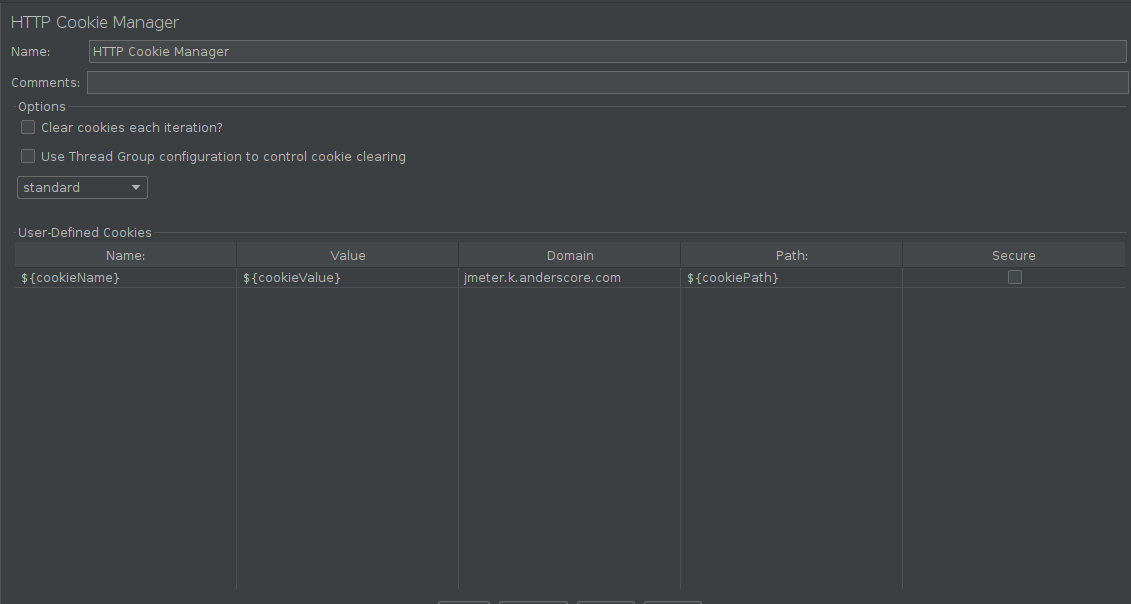 HTTP Cookie Manager
Name: HTTP Cookie Manager
Comments:
Options
Clear cookies each iteration?
Use Thread Group configuration to control cookie clearing
standard
User-Defined Cookies
Name: Value Domain Path: Secure
${cookieName} ${cookieValue} jmeter.k.anderscore.com ${cookiePath}